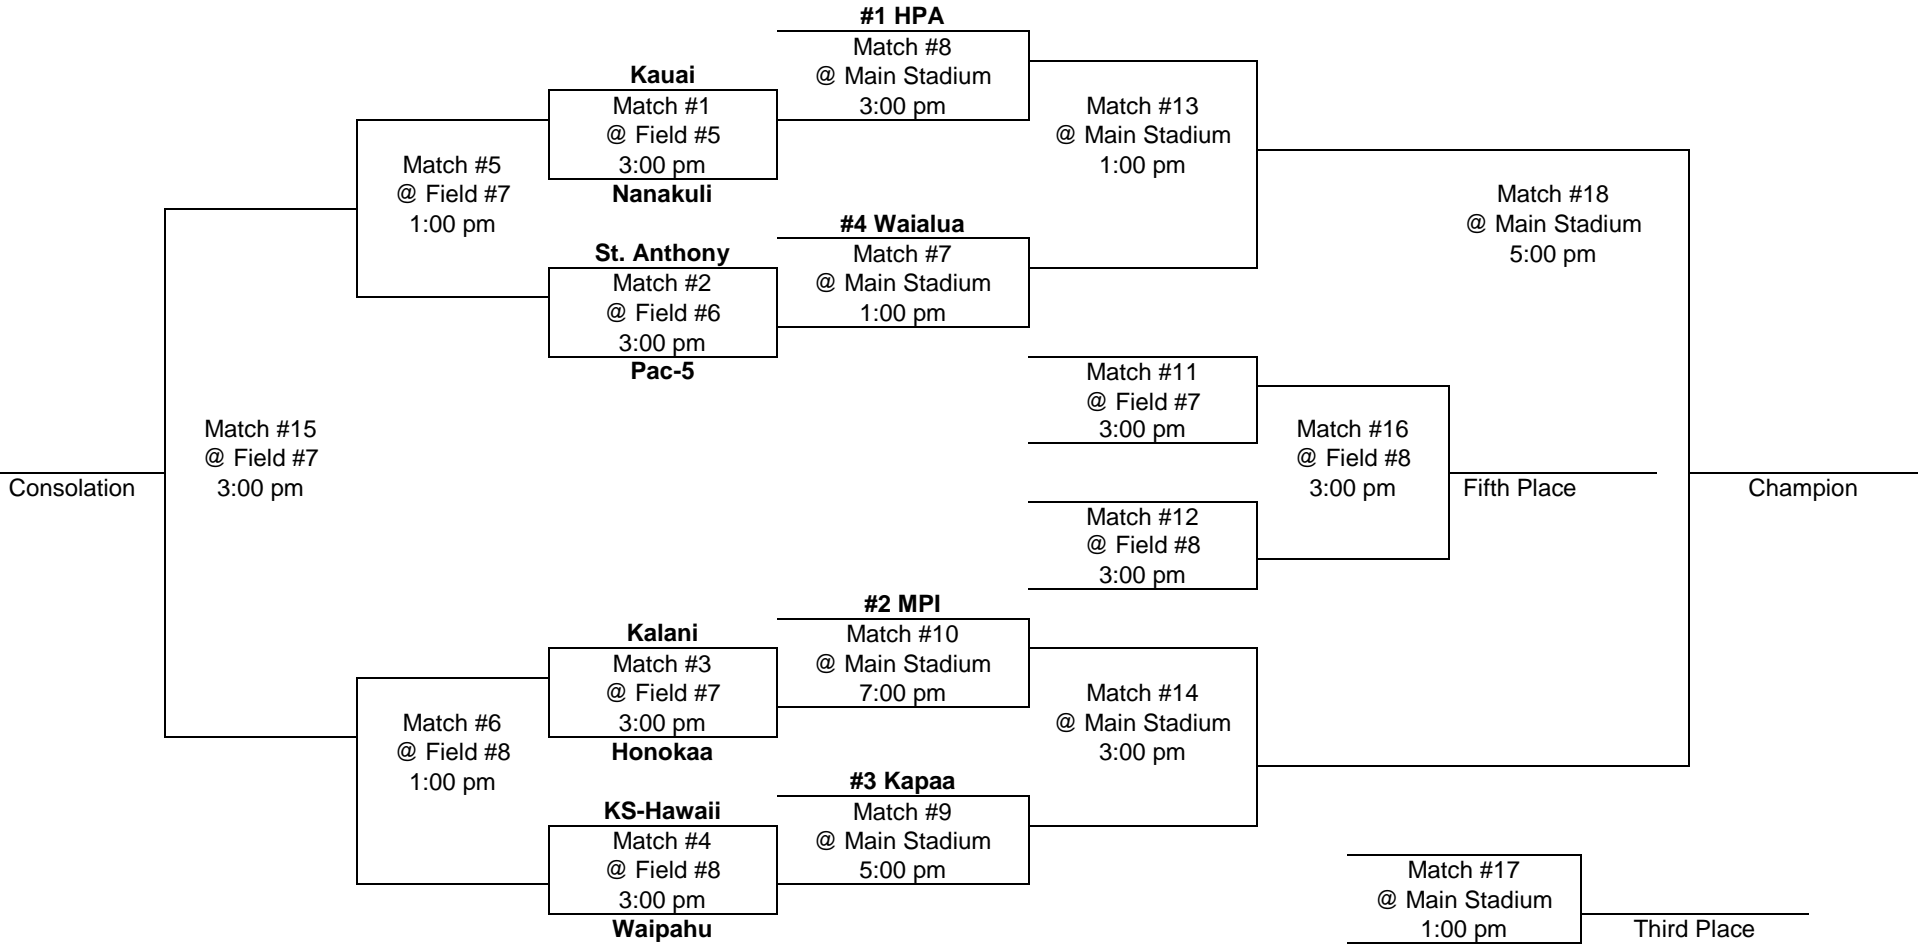 #1 HPA
Match #8
@ Main Stadium
3:00 pm
Kauai
Match #1
@ Field #5
3:00 pm
Nanakuli
Match #13
@ Main Stadium
1:00 pm
Match #5
@ Field #7
1:00 pm
Match #18
@ Main Stadium
5:00 pm
#4 Waialua
Match #7
@ Main Stadium
1:00 pm
St. Anthony
Match #2
@ Field #6
3:00 pm
Pac-5
Match #11
@ Field #7
3:00 pm
Match #15
@ Field #7
3:00 pm
Consolation
Match #16
@ Field #8
3:00 pm
Fifth Place
Champion
Match #12
@ Field #8
3:00 pm
#2 MPI
Match #10
@ Main Stadium
7:00 pm
Kalani
Match #3
@ Field #7
3:00 pm
Honokaa
Match #14
@ Main Stadium
3:00 pm
Match #6
@ Field #8
1:00 pm
#3 Kapaa
Match #9
@ Main Stadium
5:00 pm
KS-Hawaii
Match #4
@ Field #8
3:00 pm
Waipahu
Match #17
@ Main Stadium
1:00 pm
Third Place